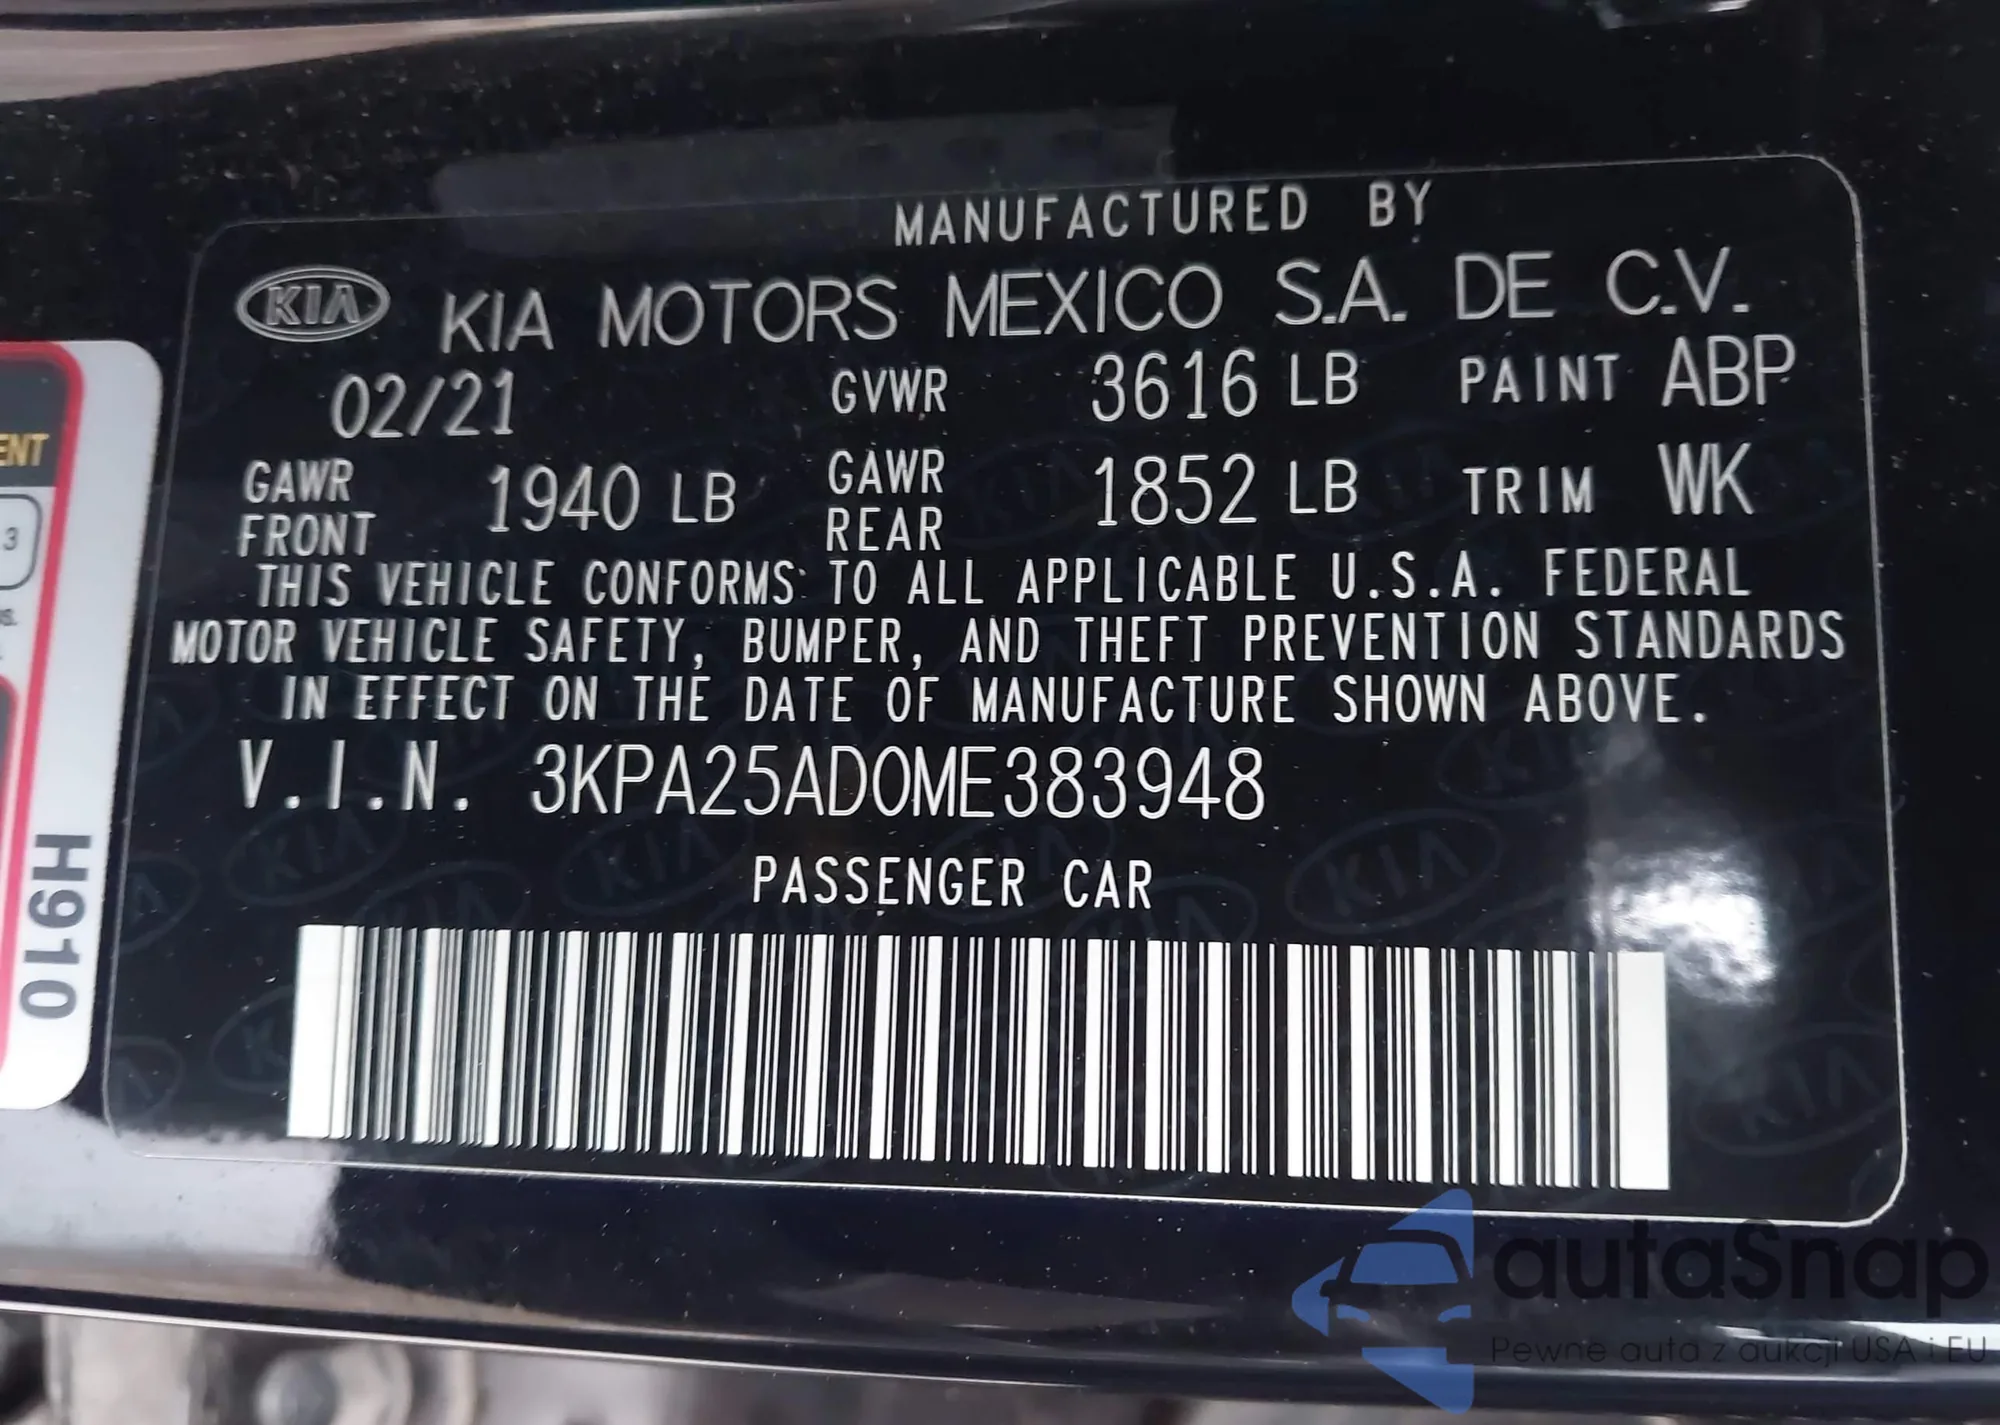 MANUFACTURED BY
KIA KIA MOTORS MEXICO S.A. DE C.V.
02/21 GVWR 3616 LB PAINT ABP
GAWR FRONT 1940 LB GAWR REAR 1852 LB TRIM WK
THIS VEHICLE CONFORMS TO ALL APPLICABLE U.S.A. FEDERAL
MOTOR VEHICLE SAFETY, BUMPER, AND THEFT PREVENTION STANDARDS
IN EFFECT ON THE DATE OF MANUFACTURE SHOWN ABOVE.
V.I.N. 3KPA25AD0ME383948
PASSENGER CAR
ENT
3
H910
autaSnap
Pewne auta z aukcji USA i EU